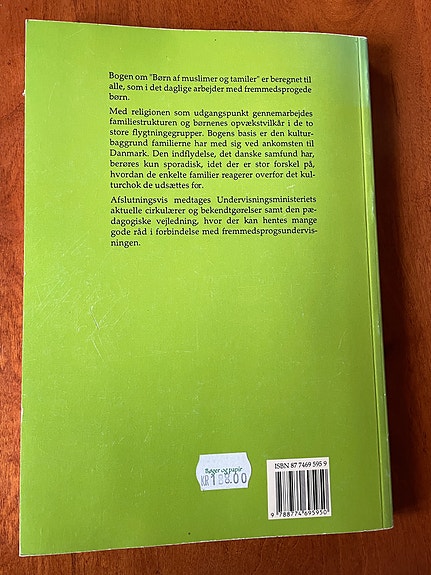 Bogen om "Børn af muslimer og tamiler" er beregnet til
alle, som i det daglige arbejder med fremmedsprogede
børn.
Med religionen som udgangspunkt gennemarbejdes
familiestrukturen og børnenes opvækstvilkår i de to
store flygtningegrupper. Bogens basis er den kultur-
baggrund familierne har med sig ved ankomsten til
Danmark. Den indflydelse, det danske samfund har,
berøres kun sporadisk, idet der er stor forskel på,
hvordan de enkelte familier reagerer overfor det kul-
turchok de udsættes for.
Afslutningsvis medtages Undervisningsministeriets
aktuelle cirkulærer og bekendtgørelser samt den pæ-
dagogiske vejledning, hvor der kan hentes mange
gode råd i forbindelse med fremmedsprogsundervis-
ningen.
Bøger og papir
ISBN 87 7469 595 9
9 788774 695950